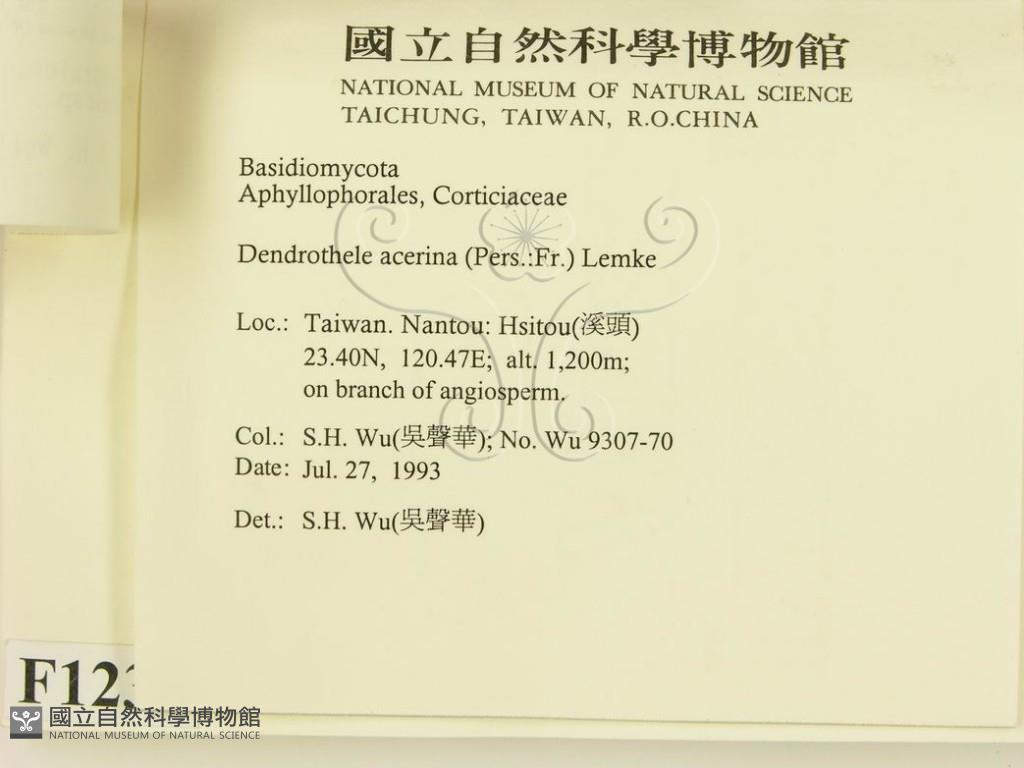 國立自然科學博物館
NATIONAL MUSEUM OF NATURAL SCIENCE
TAICHUNG, TAIWAN, R.O.CHINA
Basidiomycota
Aphyllophorales, Corticiaceae
Dendrothele acerina (Pers.:Fr.) Lemke
Loc.: Taiwan. Nantou: Hsitou(溪頭)
23.40N, 120.47E; alt. 1,200m;
on branch of angiosperm.
Col.: S.H. Wu(吳聲華); No. Wu 9307-70
Date: Jul. 27, 1993
Det.: S.H. Wu(吳聲華)
F123
國立自然科學博物館
NATIONAL MUSEUM OF NATURAL SCIENCE